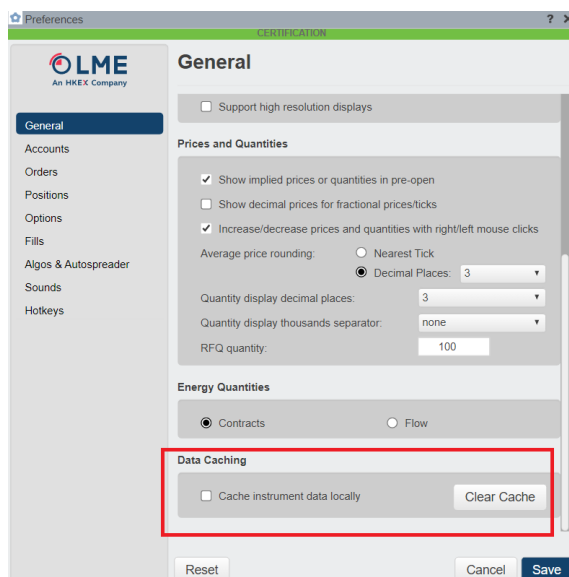 Preferences ? ×
CERTIFICATION
LME
An HKEX Company
General
Accounts
Orders
Positions
Options
Fills
Algos & Autospreader
Sounds
Hotkeys
General
Support high resolution displays
Prices and Quantities
Show implied prices or quantities in pre-open
Show decimal prices for fractional prices/ticks
Increase/decrease prices and quantities with right/left mouse clicks
Average price rounding: Nearest Tick
Decimal Places: 3
Quantity display decimal places: 3
Quantity display thousands separator: none
RFQ quantity: 100
Energy Quantities
Contracts Flow
Data Caching
Cache instrument data locally Clear Cache
Reset Cancel Save